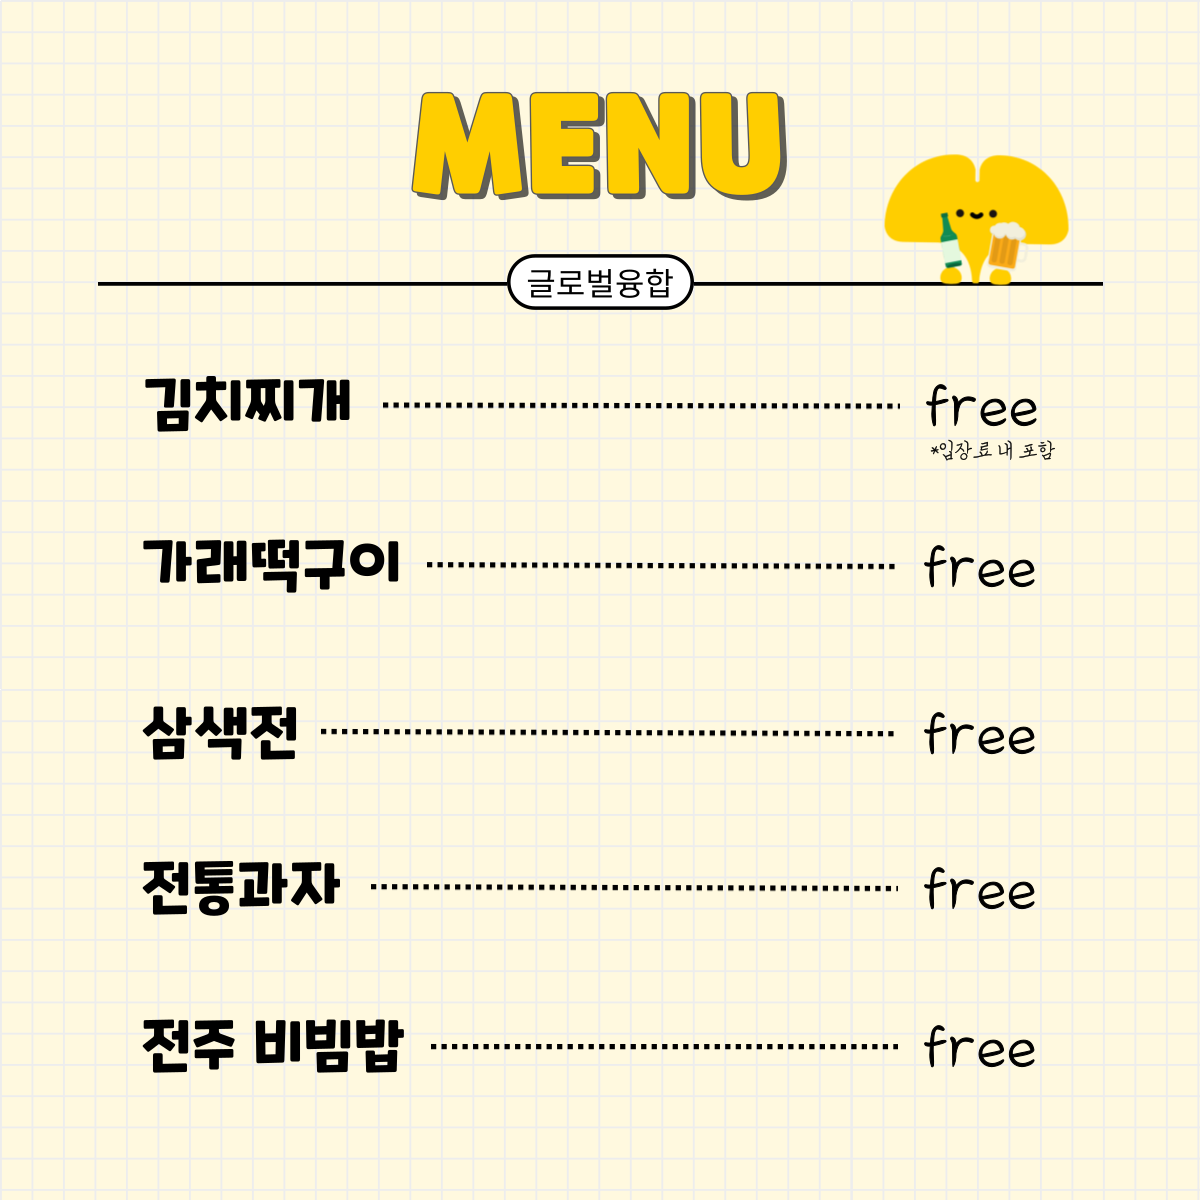 MENU
글로벌융합
김치찌개 free
*입장료 내 포함
가래떡구이 free
삼색전 free
전통과자 free
전주 비빔밥 free